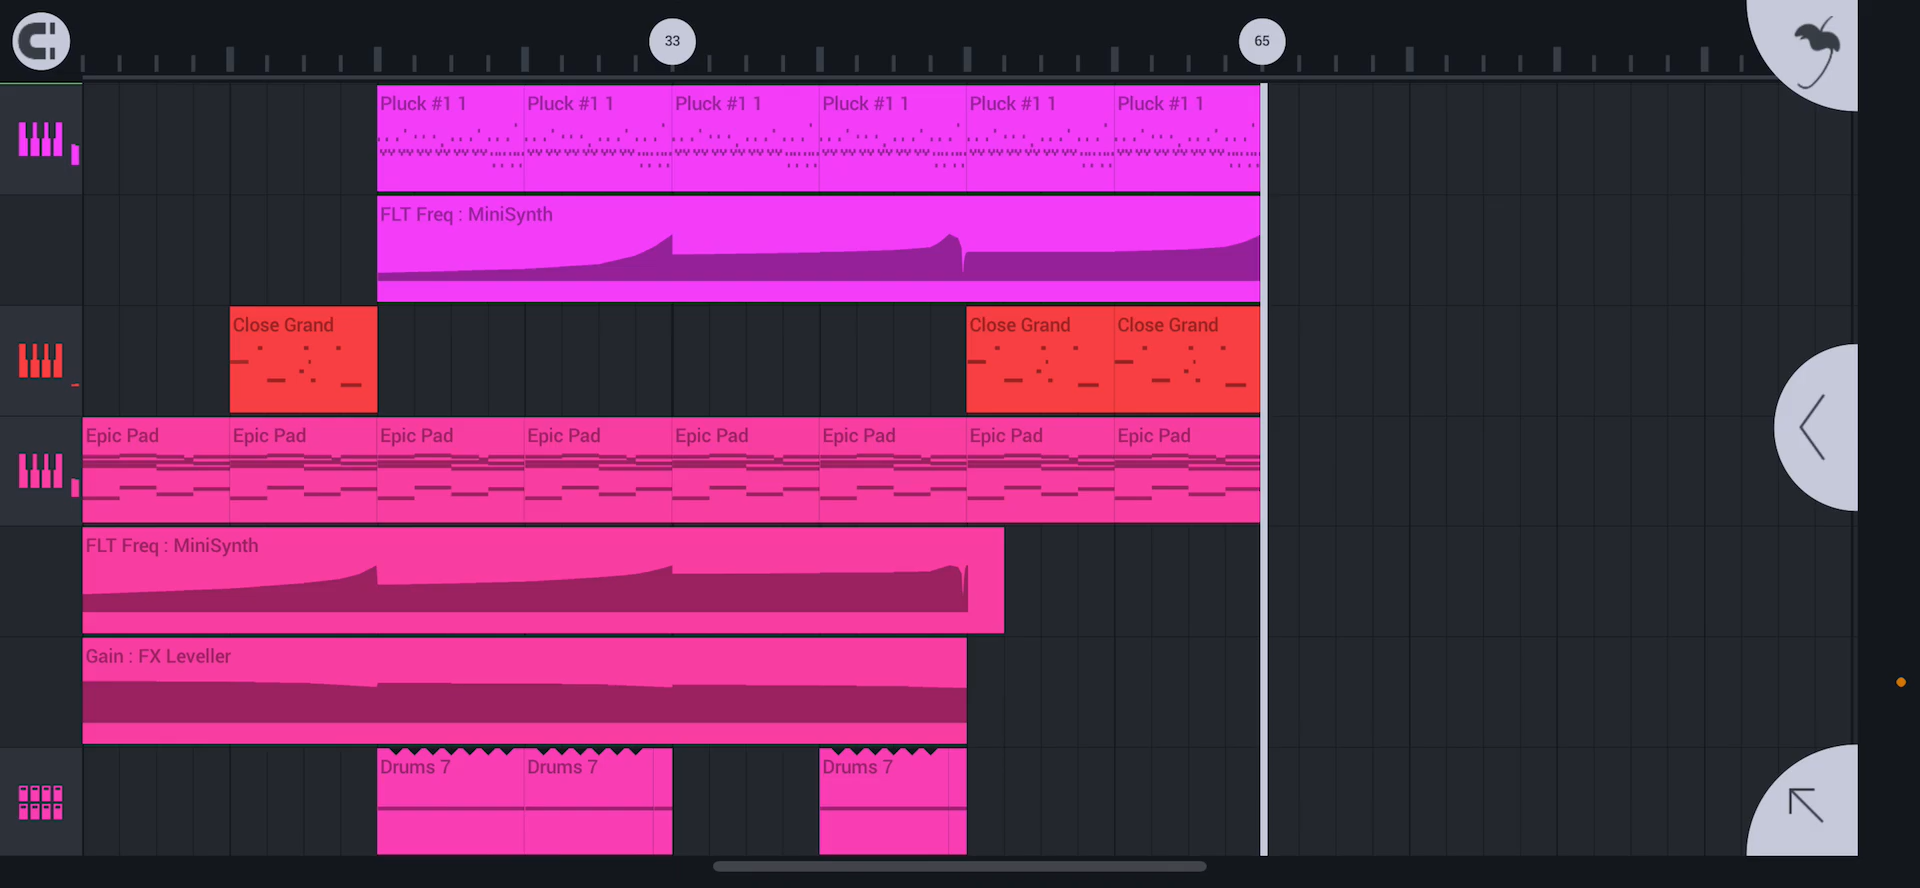 33
65
Pluck #1 1
Pluck #1 1
Pluck #1 1
Pluck #1 1
Pluck #1 1
Pluck #1 1
FLT Freq : MiniSynth
Close Grand
Close Grand
Close Grand
Epic Pad
Epic Pad
Epic Pad
Epic Pad
Epic Pad
Epic Pad
Epic Pad
Epic Pad
FLT Freq : MiniSynth
Gain : FX Leveller
Drums 7
Drums 7
Drums 7